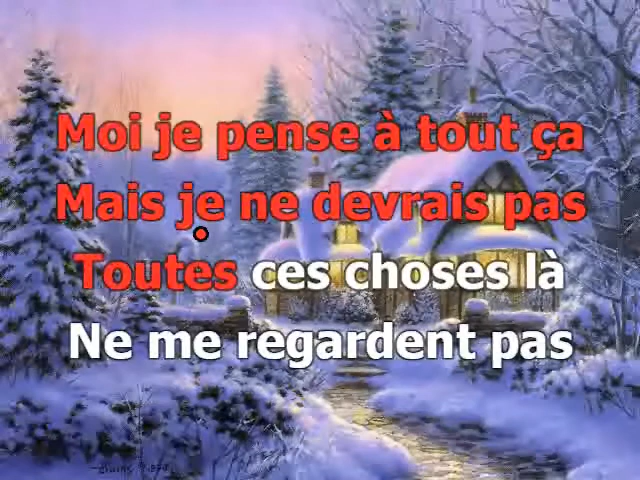 Moi je pense à tout ça
Mais je ne devrais pas
Toutes ces choses là
Ne me regardent pas